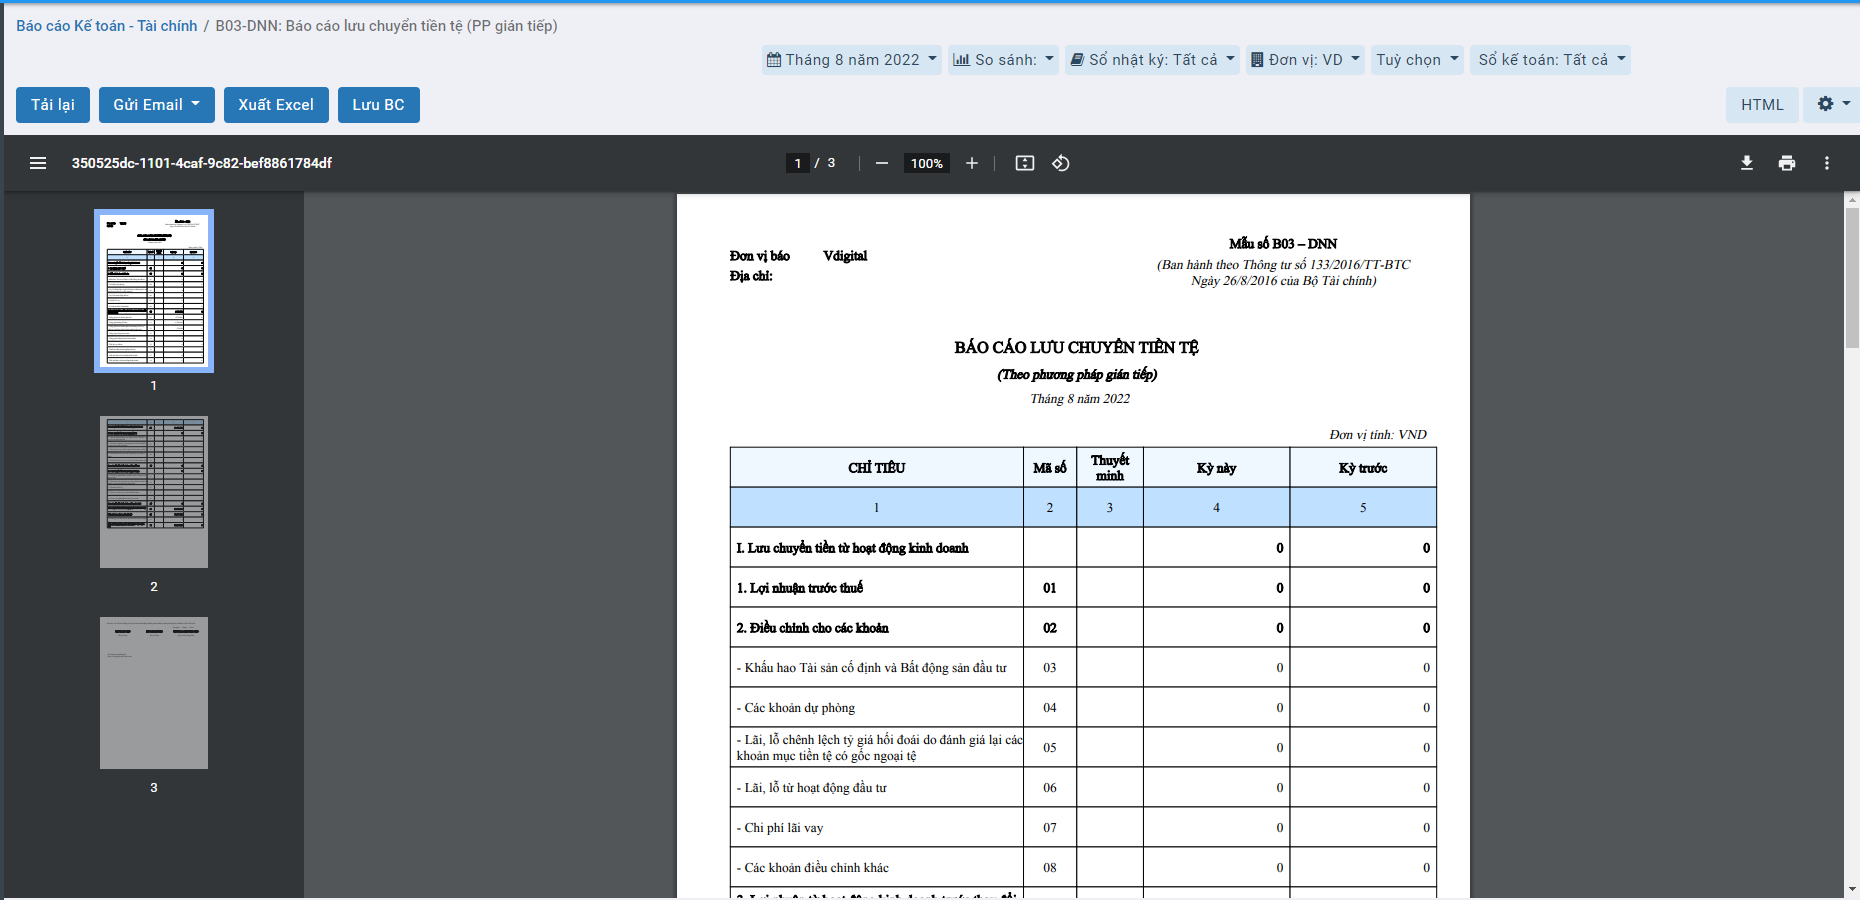 Báo cáo Kế toán - Tài chính / B03-DNN: Báo cáo lưu chuyển tiền tệ (PP gián tiếp)
Tháng 8 năm 2022 So sánh: Sổ nhật ký: Tất cả Đơn vị: VD Tuỳ chọn Sổ kế toán: Tất cả
Tải lại Gửi Email Xuất Excel Lưu BC HTML
350525dc-1101-4caf-9c82-bef8861784df 1 / 3 100%
1
2
3
Mẫu số B03 – DNN
Đơn vị báo Vdigital
(Ban hành theo Thông tư số 133/2016/TT-BTC
Địa chỉ:
Ngày 26/8/2016 của Bộ Tài chính)
BÁO CÁO LƯU CHUYỂN TIỀN TỆ
(Theo phương pháp gián tiếp)
Tháng 8 năm 2022
Đơn vị tính: VND
CHỈ TIÊU Mã số Thuyết minh Kỳ này Kỳ trước
1 2 3 4 5
I. Lưu chuyển tiền từ hoạt động kinh doanh 0 0
1. Lợi nhuận trước thuế 01 0 0
2. Điều chỉnh cho các khoản 02 0 0
- Khấu hao Tài sản cố định và Bất động sản đầu tư 03 0 0
- Các khoản dự phòng 04 0 0
- Lãi, lỗ chênh lệch tỷ giá hối đoái do đánh giá lại các
khoản mục tiền tệ có gốc ngoại tệ 05 0 0
- Lãi, lỗ từ hoạt động đầu tư 06 0 0
- Chi phí lãi vay 07 0 0
- Các khoản điều chỉnh khác 08 0 0